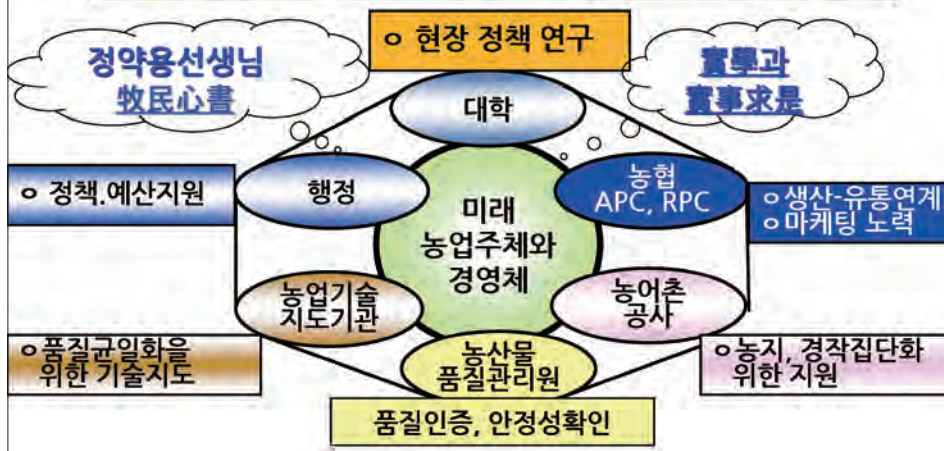 ㅇ 현장 정책 연구
정약용선생님
牧民心書
實學과
實事求是
대학
ㅇ 정책.예산지원
행정
농협
APC, RPC
ㅇ생산-유통연계
ㅇ마케팅 노력
미래
농업주체와
경영체
농업기술
지도기관
농어촌
공사
ㅇ품질균일화을
위한 기술지도
농산물
품질관리원
ㅇ농지, 경작집단화
위한 지원
품질인증, 안정성확인